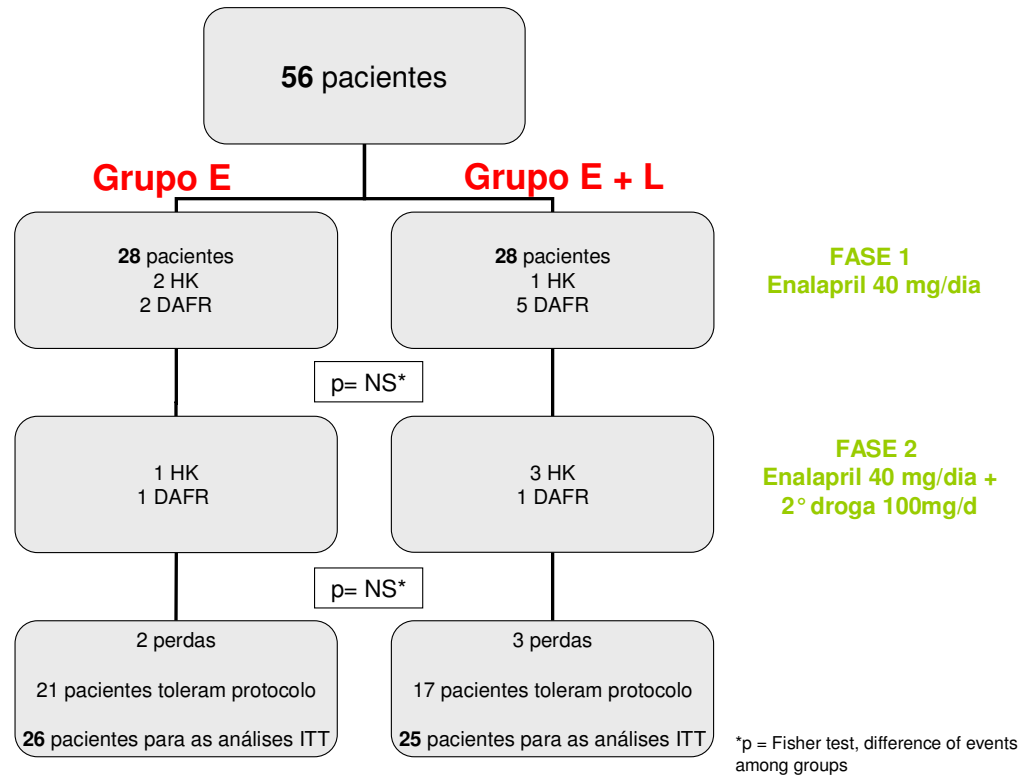 56 pacientes
Grupo E
Grupo E + L
28 pacientes
2 HK
2 DAFR
28 pacientes
1 HK
5 DAFR
FASE 1
Enalapril 40 mg/dia
p= NS*
1 HK
1 DAFR
3 HK
1 DAFR
FASE 2
Enalapril 40 mg/dia +
2° droga 100mg/d
p= NS*
2 perdas
21 pacientes toleram protocolo
26 pacientes para as análises ITT
3 perdas
17 pacientes toleram protocolo
25 pacientes para as análises ITT
*p = Fisher test, difference of events
among groups